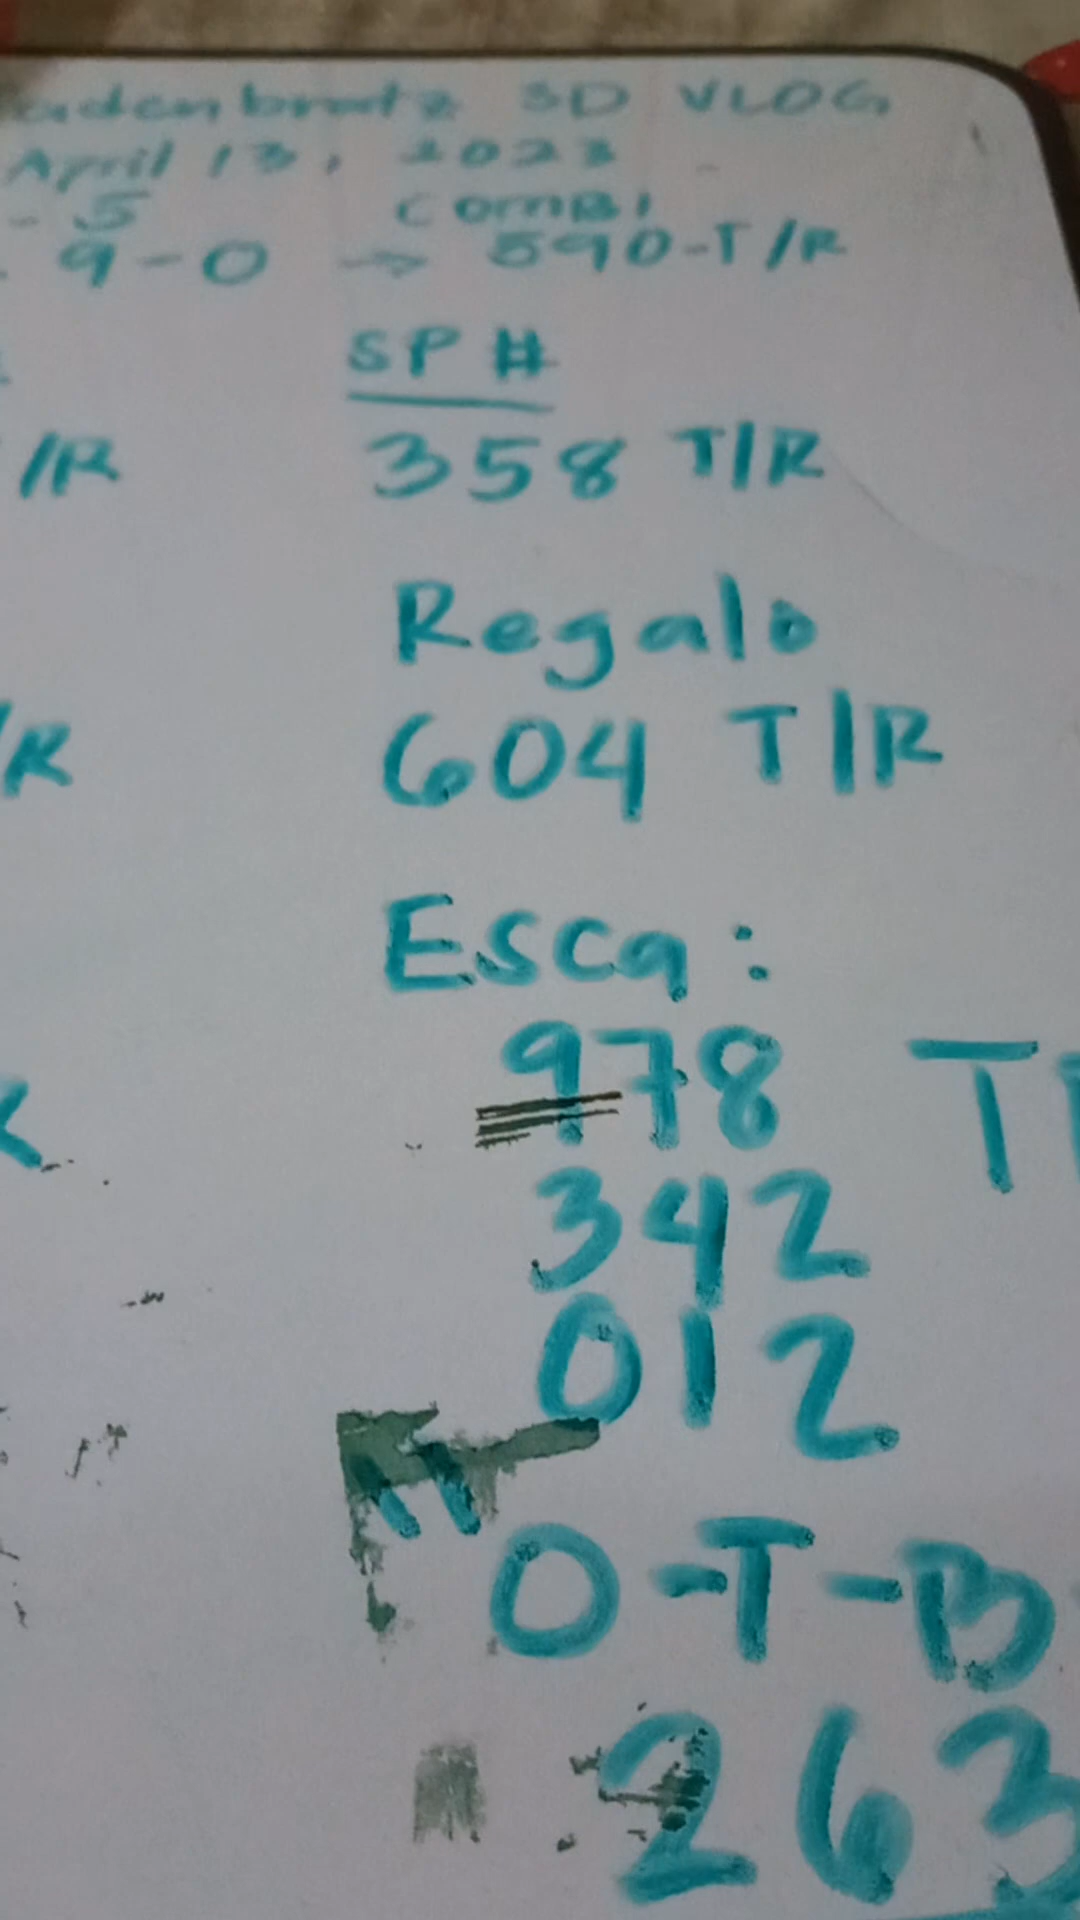 3D VLOG
April 13, 2023
- 5 COMBI
9-0 → 590-T/R
SP #
/R 358 T/R
Regalo
/R 604 T/R
Esca:
978 T
342
012
"O-T-B
263